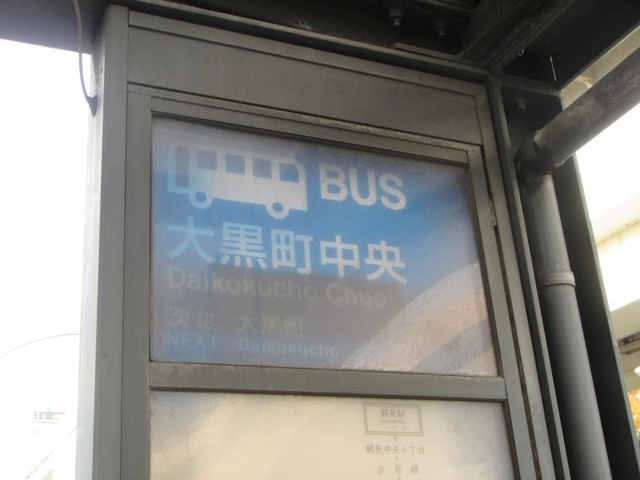 BUS
大黒町中央
Daikokucho Chuo
次は 大黒町
NEXT Daikokucho
鶴見駅
鶴見中央4丁目
汐見橋